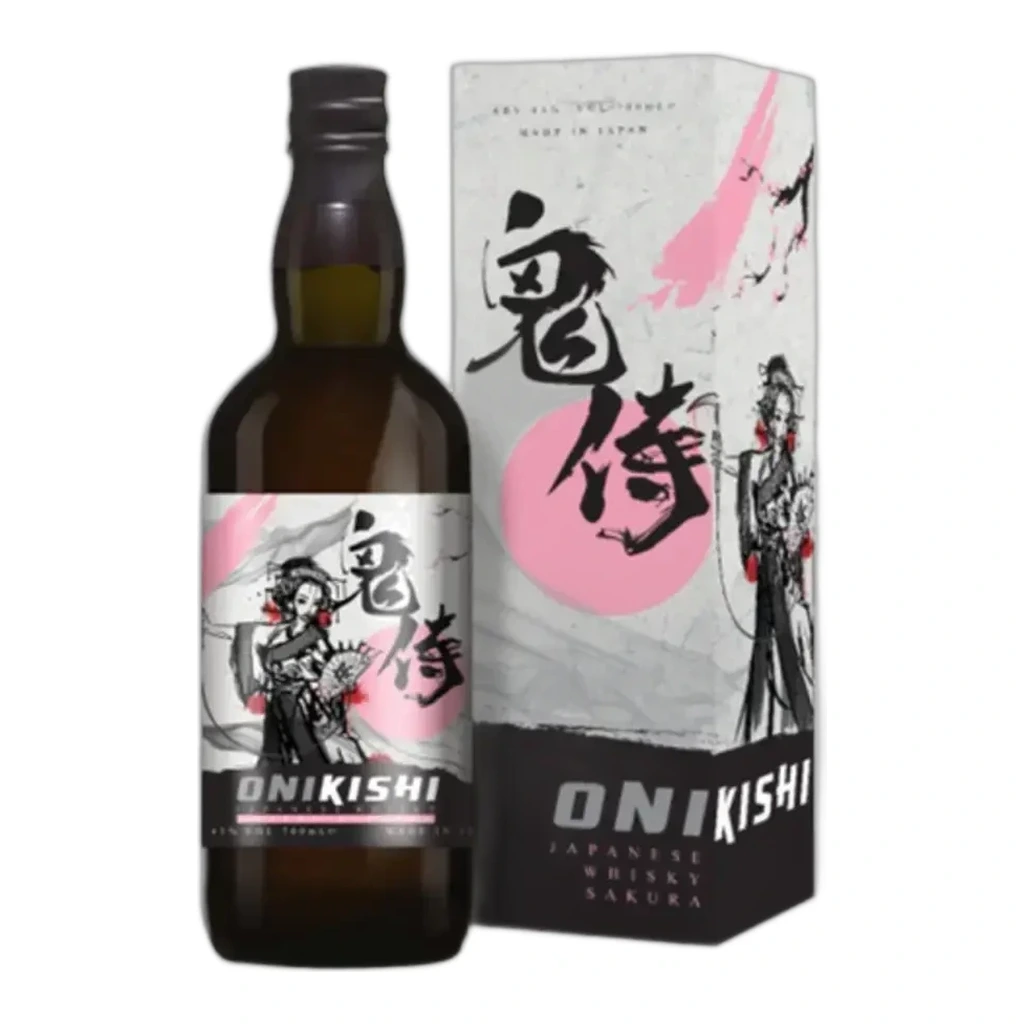 鬼
侍
ONIKISHI
MADE IN JAPAN
鬼
侍
ONIKISHI
JAPANESE
WHISKY
SAKURA